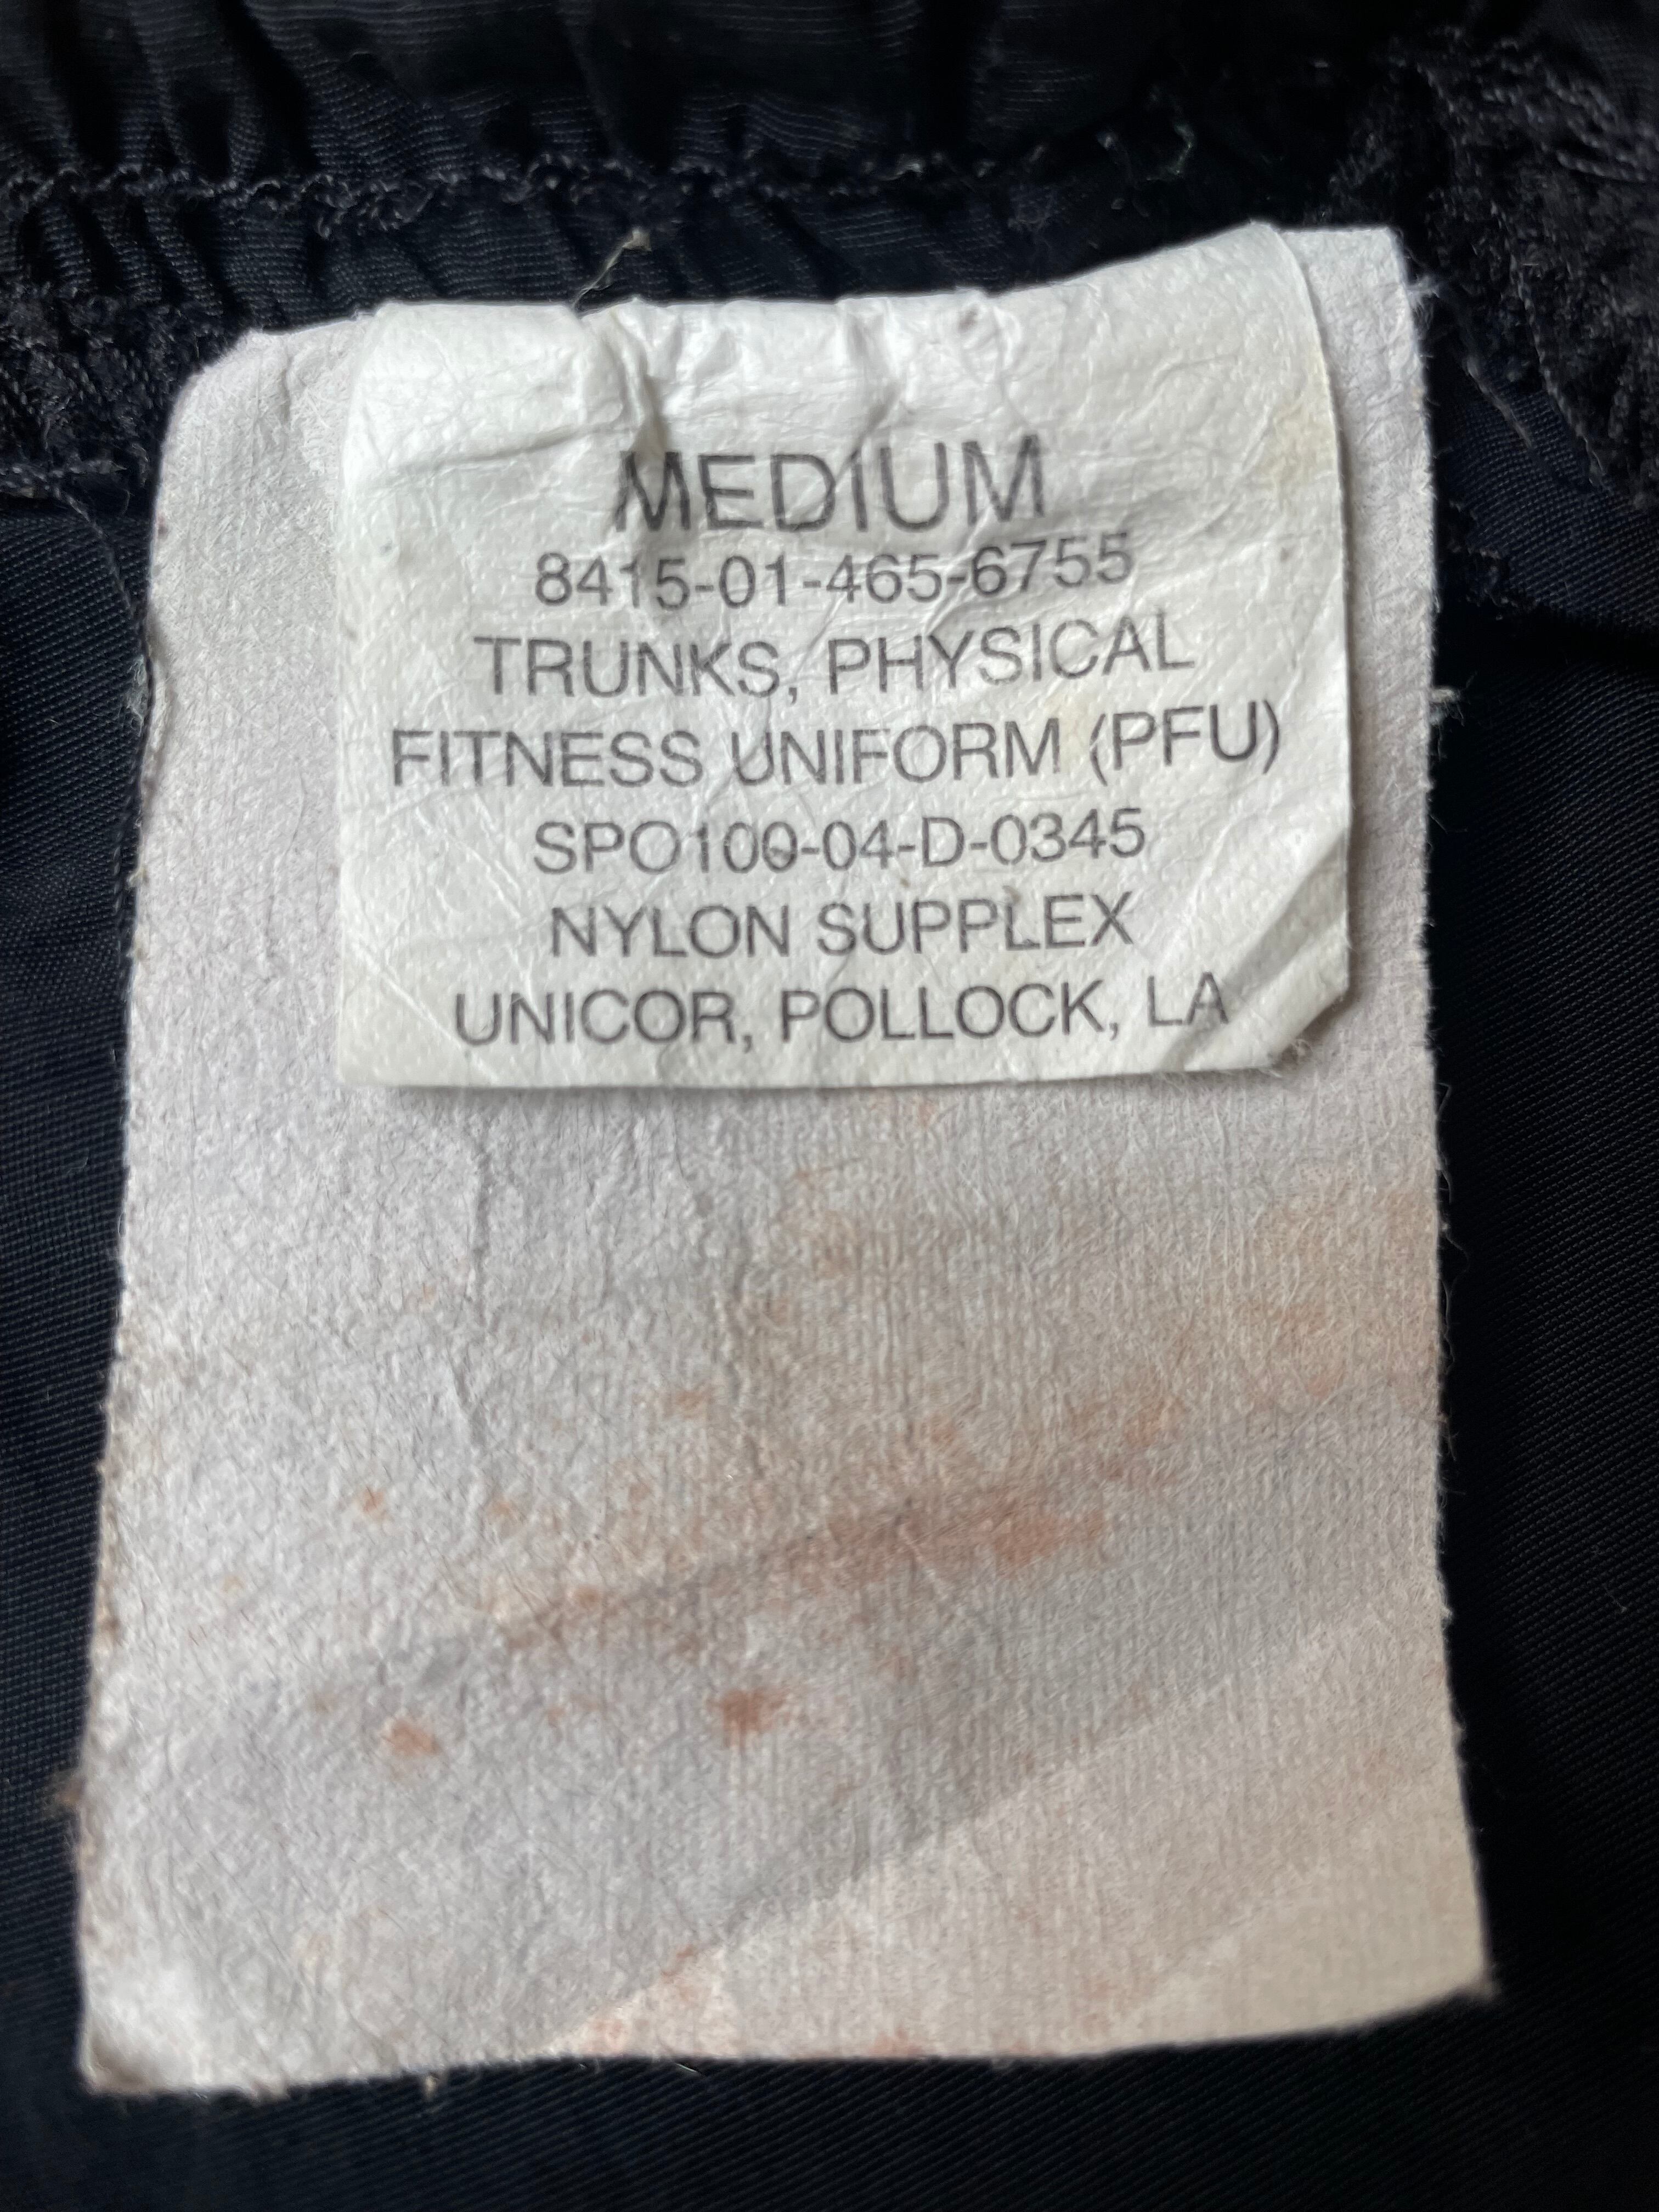 MEDIUM
8415-01-465-6755
TRUNKS, PHYSICAL
FITNESS UNIFORM (PFU)
SPO100-04-D-0345
NYLON SUPPLEX
UNICOR, POLLOCK, LA